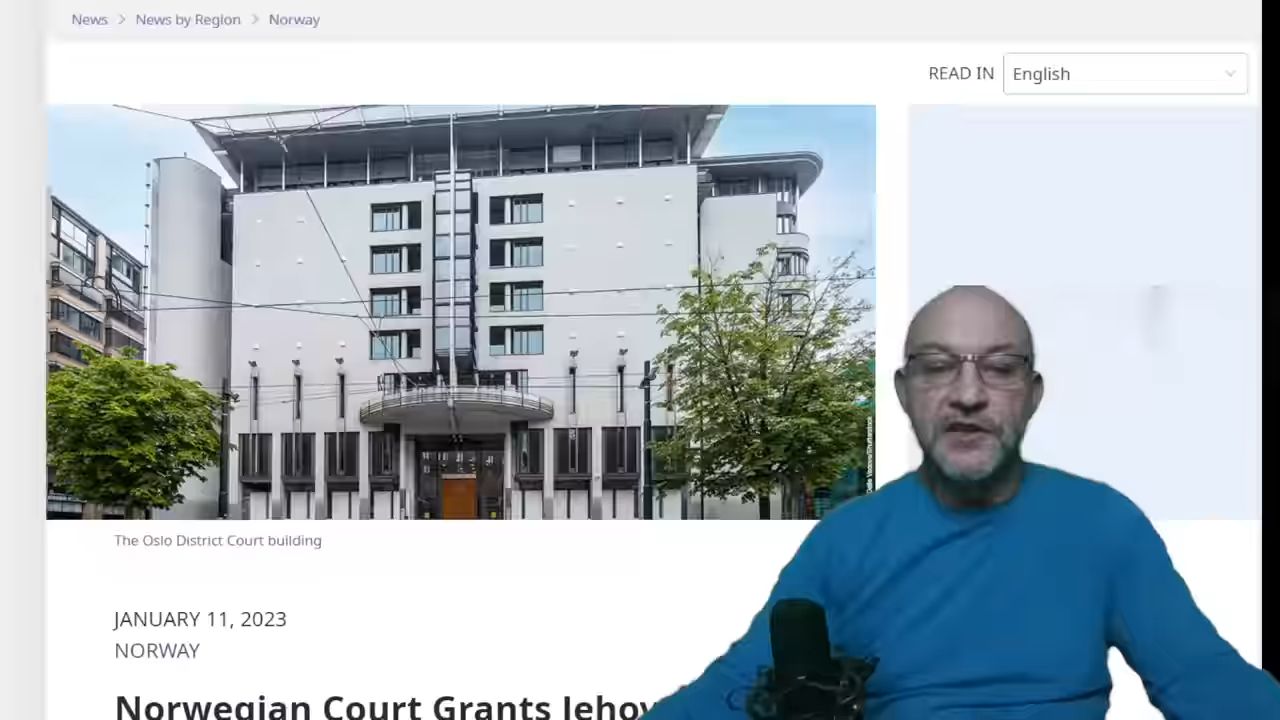 News > News by Region > Norway
READ IN English
The Oslo District Court building
JANUARY 11, 2023
NORWAY
Norwegian Court Grants Jehov